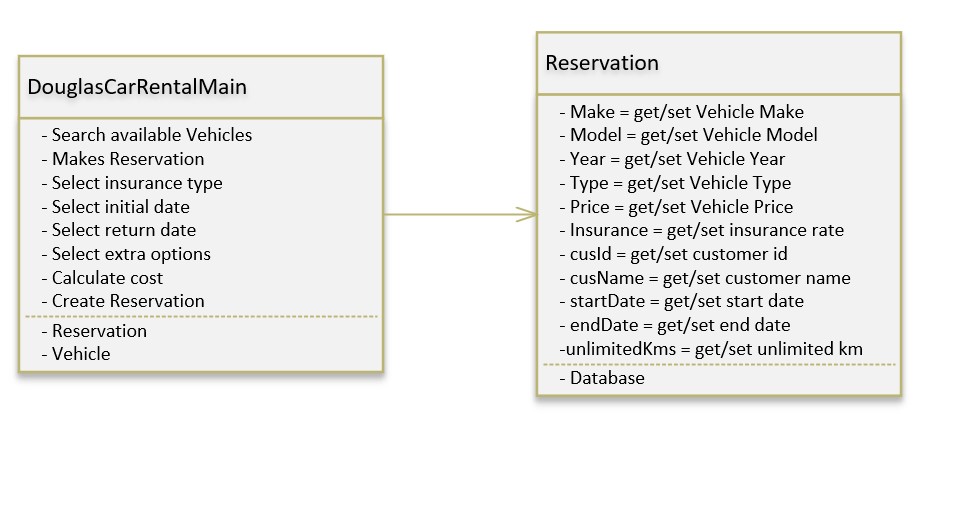 DouglasCarRentalMain
- Search available Vehicles
- Makes Reservation
- Select insurance type
- Select initial date
- Select return date
- Select extra options
- Calculate cost
- Create Reservation
- Reservation
- Vehicle
Reservation
- Make = get/set Vehicle Make
- Model = get/set Vehicle Model
- Year = get/set Vehicle Year
- Type = get/set Vehicle Type
- Price = get/set Vehicle Price
- Insurance = get/set insurance rate
- cusId = get/set customer id
- cusName = get/set customer name
- startDate = get/set start date
- endDate = get/set end date
-unlimitedKms = get/set unlimited km
- Database